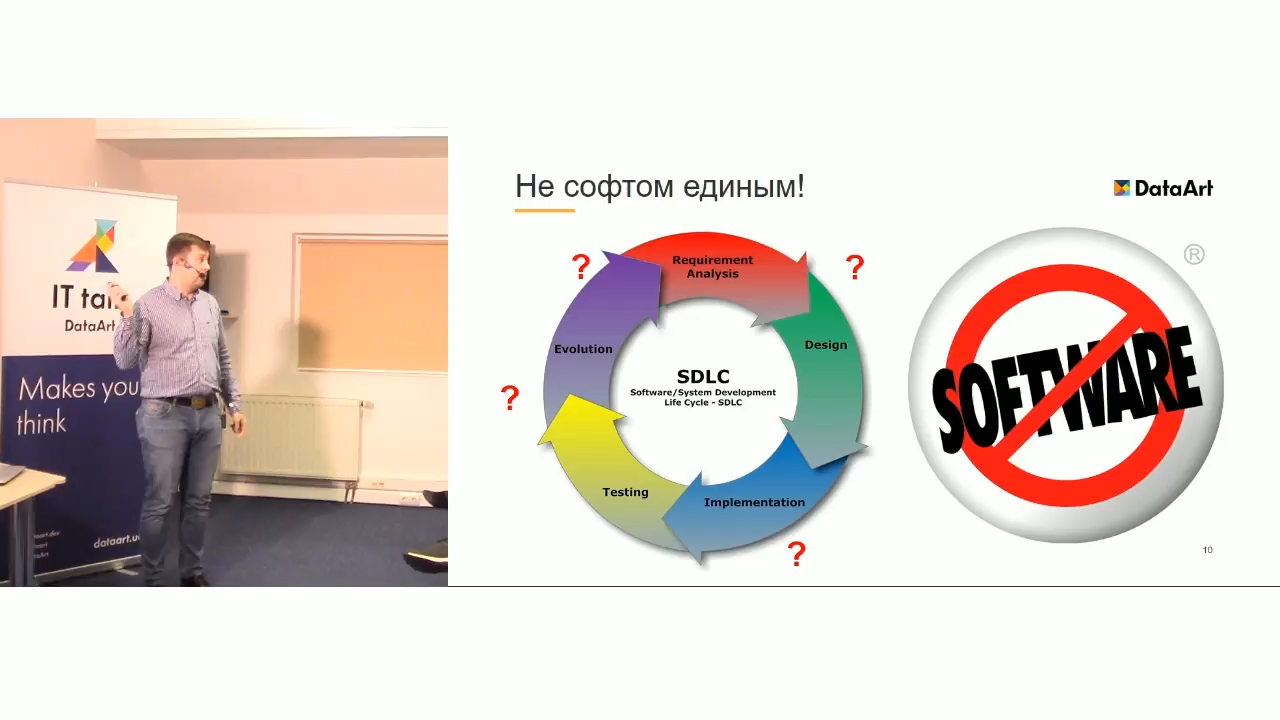 IT tal
DataArt
Makes you
think
dataart.u
Не софтом единым!
DataArt
?
?
Requirement
Analysis
Evolution
Design
SDLC
Software/System Development
Life Cycle - SDLC
?
Testing
Implementation
?
®
SOFTWARE
10